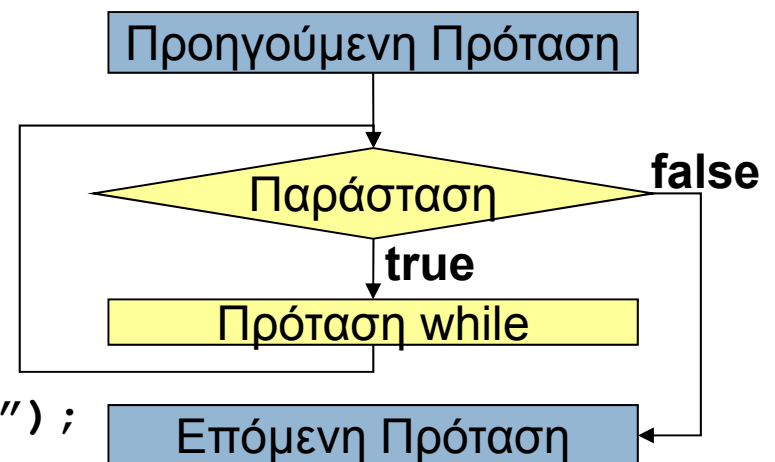 Προηγούμενη Πρόταση
Παράσταση
false
true
Πρόταση while
");
Επόμενη Πρόταση